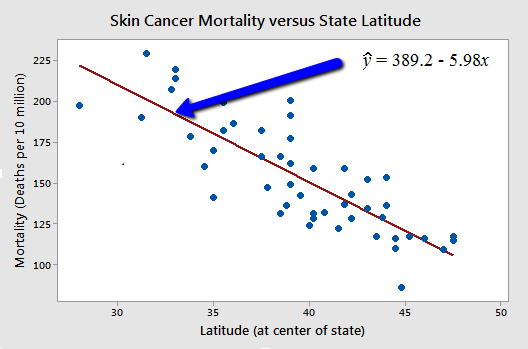 Skin Cancer Mortality versus State Latitude
ŷ = 389.2 - 5.98x
Mortality (Deaths per 10 million)
225
200
175
150
125
100
30
35
40
45
50
Latitude (at center of state)